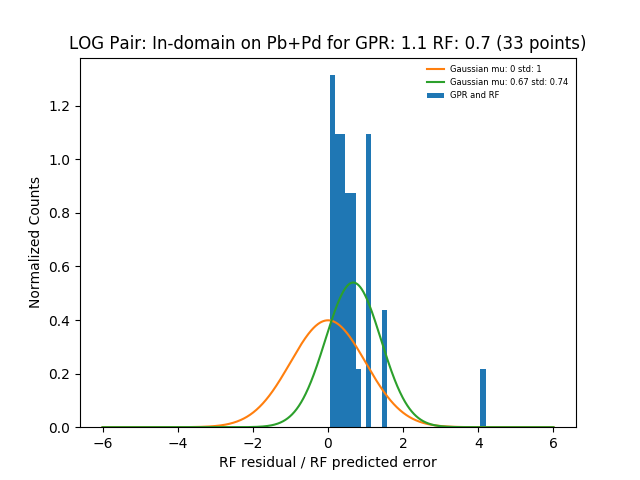 LOG Pair: In-domain on Pb+Pd for GPR: 1.1 RF: 0.7 (33 points)
Gaussian mu: 0 std: 1
Gaussian mu: 0.67 std: 0.74
GPR and RF
Normalized Counts
1.2
1.0
0.8
0.6
0.4
0.2
0.0
−6 −4 −2 0 2 4 6
RF residual / RF predicted error